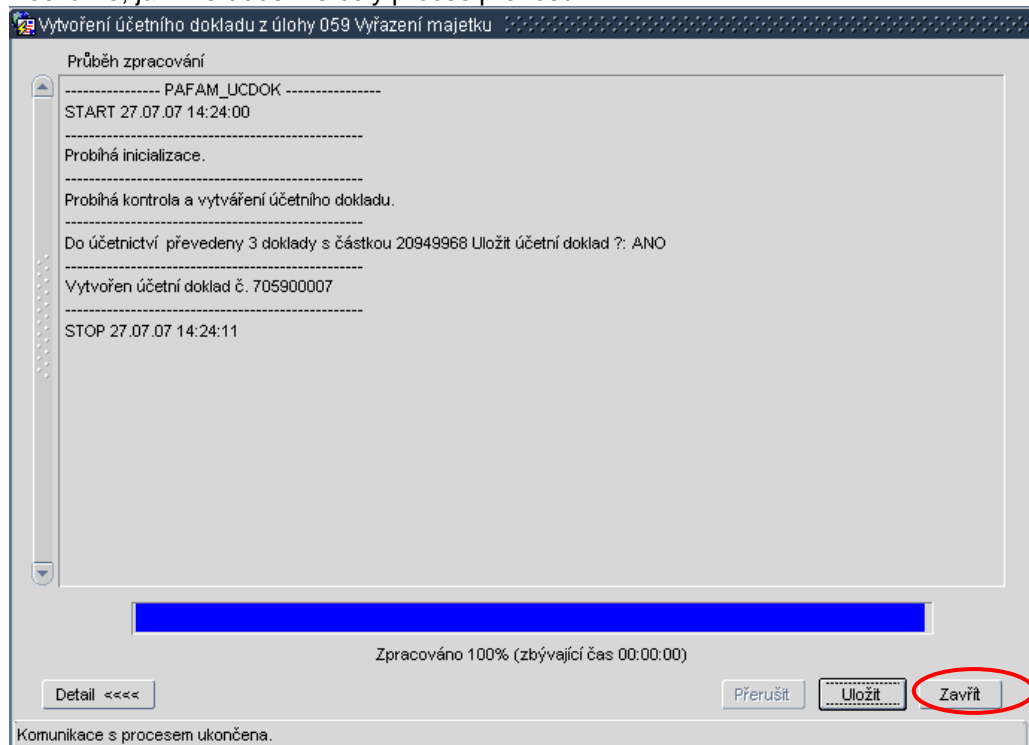 Vytvoření účetního dokladu z úlohy 059 Vyřazení majetku
Průběh zpracování
---------------- PAFAM_UCDOK ----------------
START 27.07.07 14:24:00
--------------------------------------------------
Probíhá inicializace.
--------------------------------------------------
Probíhá kontrola a vytváření účetního dokladu.
--------------------------------------------------
Do účetnictví převedeny 3 doklady s částkou 20949968 Uložit účetní doklad ?: ANO
--------------------------------------------------
Vytvořen účetní doklad č. 705900007
--------------------------------------------------
STOP 27.07.07 14:24:11
Zpracováno 100% (zbývající čas 00:00:00)
Detail <<<<
Přerušit
Uložit
Zavřít
Komunikace s procesem ukončena.